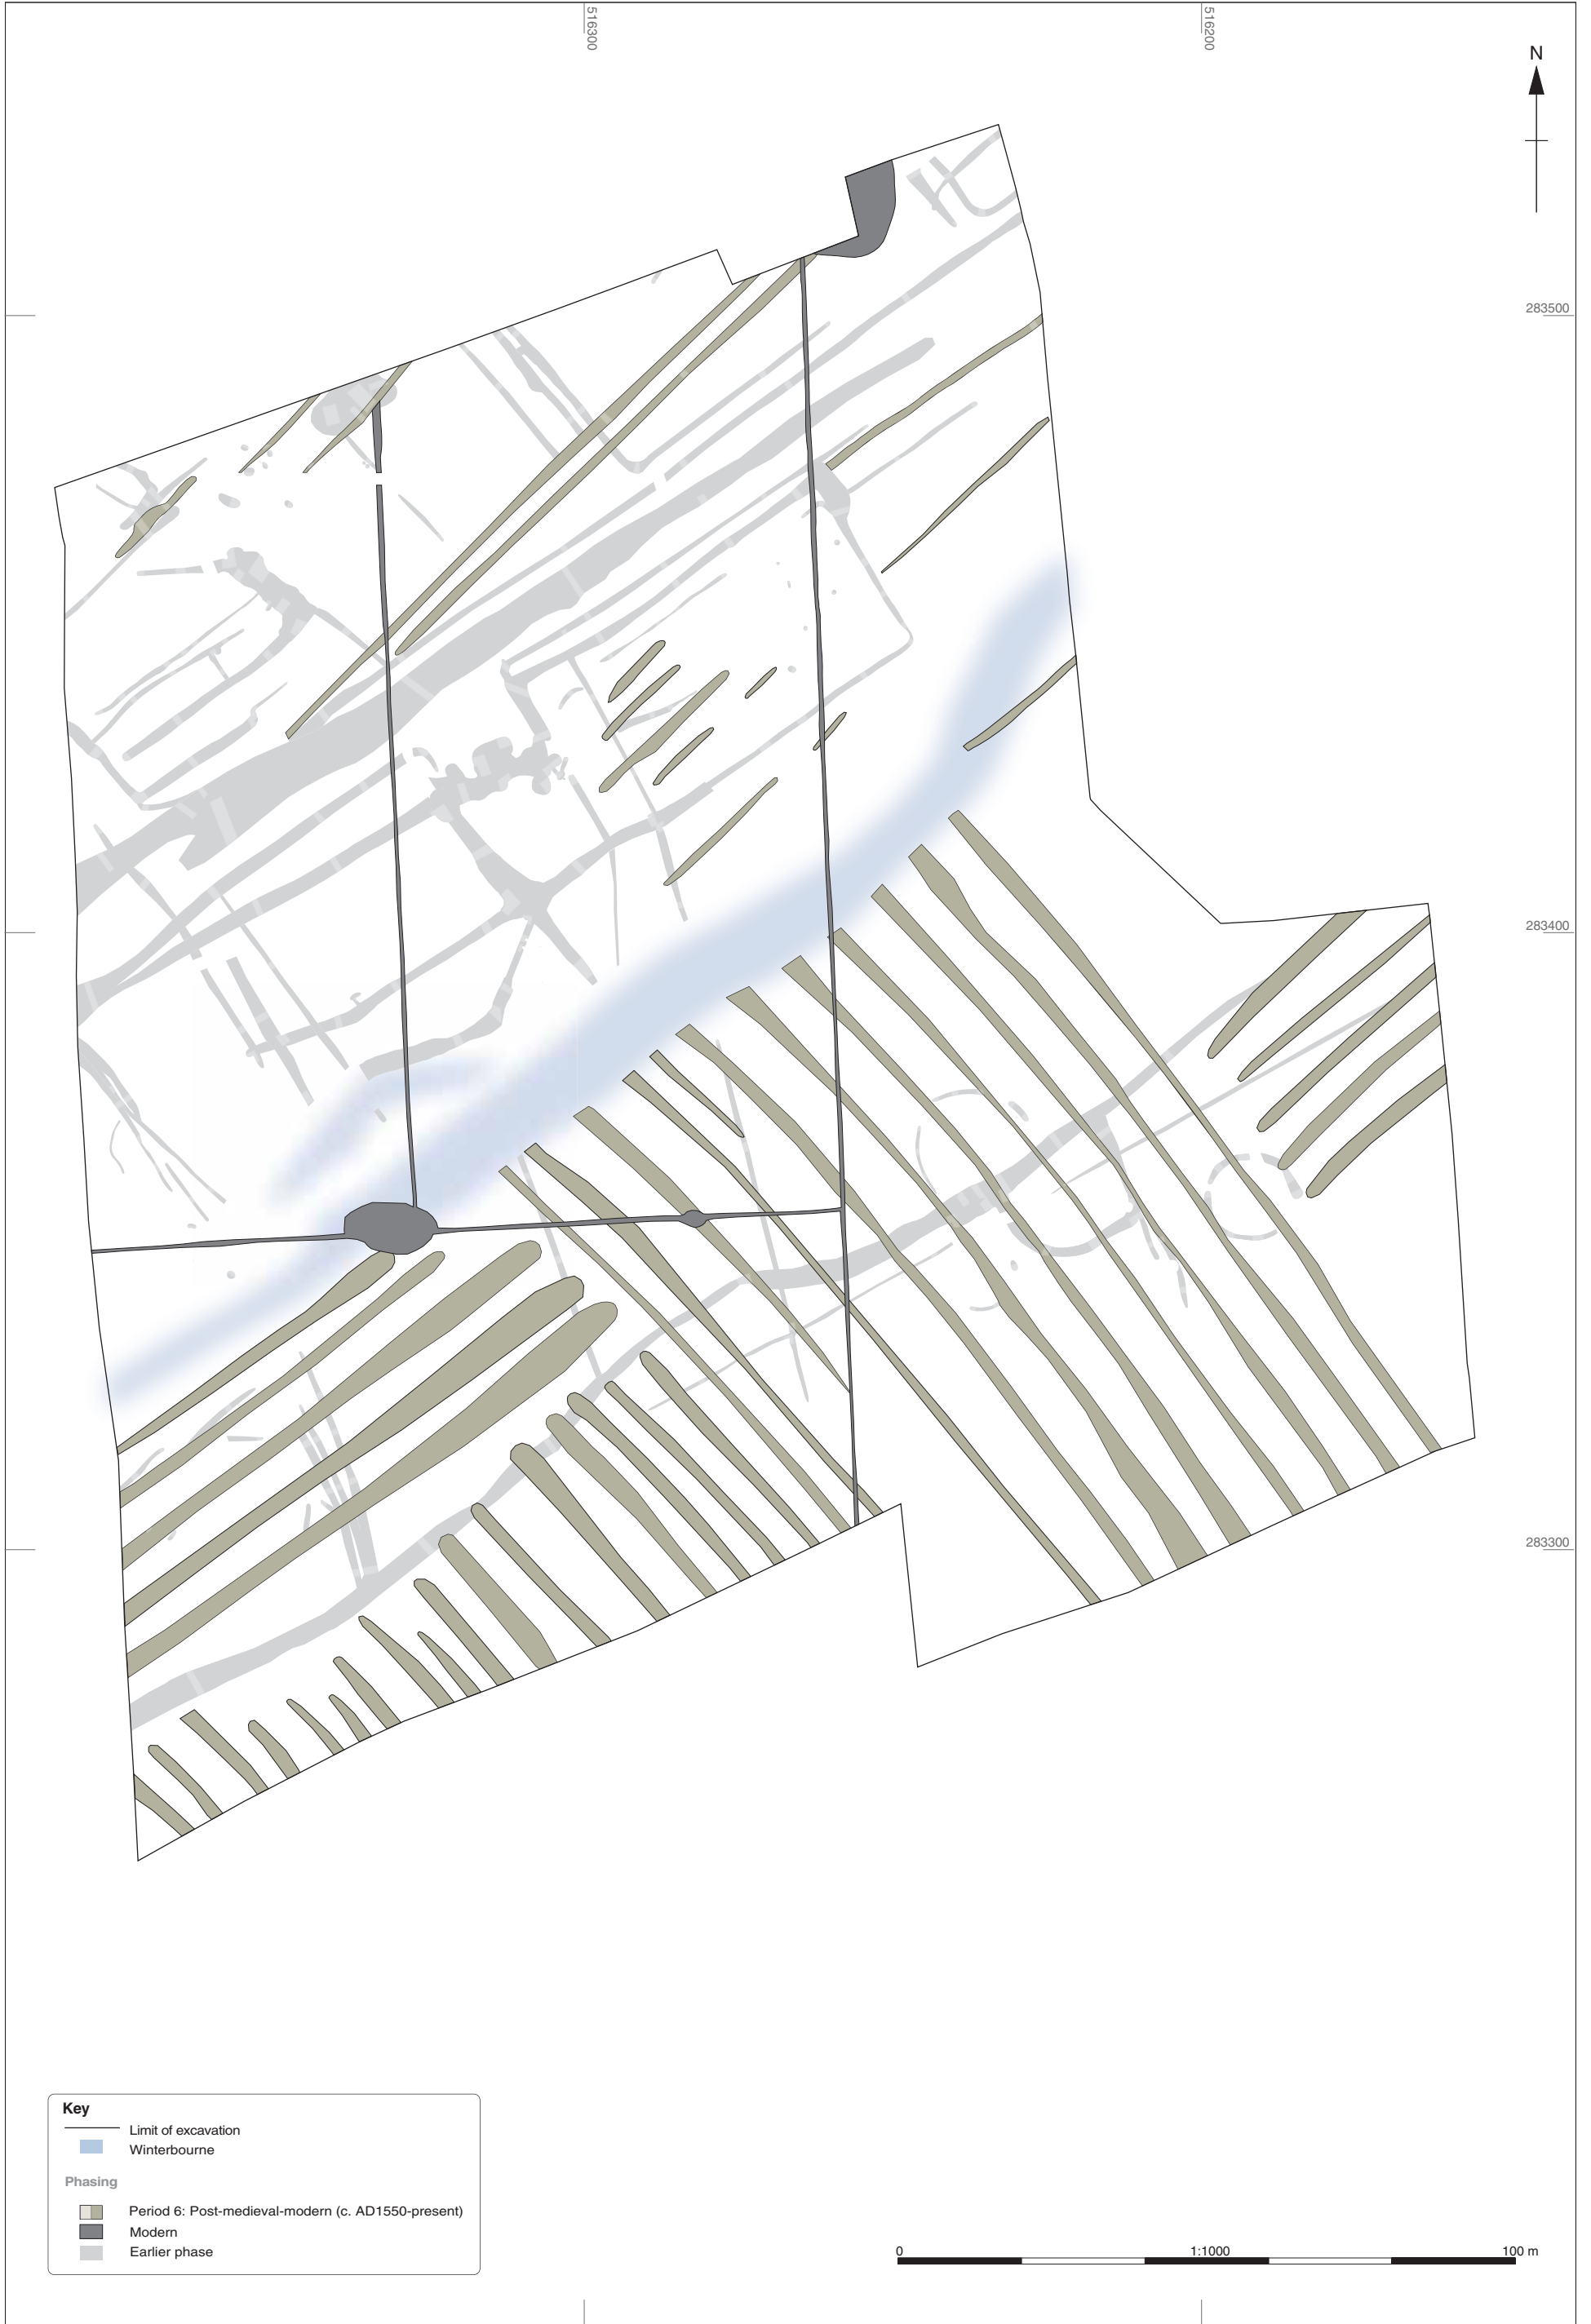 516300
516200
N
283500
283400
283300
Key
Limit of excavation
Winterbourne
Phasing
Period 6: Post-medieval-modern (c. AD1550-present)
Modern
Earlier phase
0 1:1000 100 m